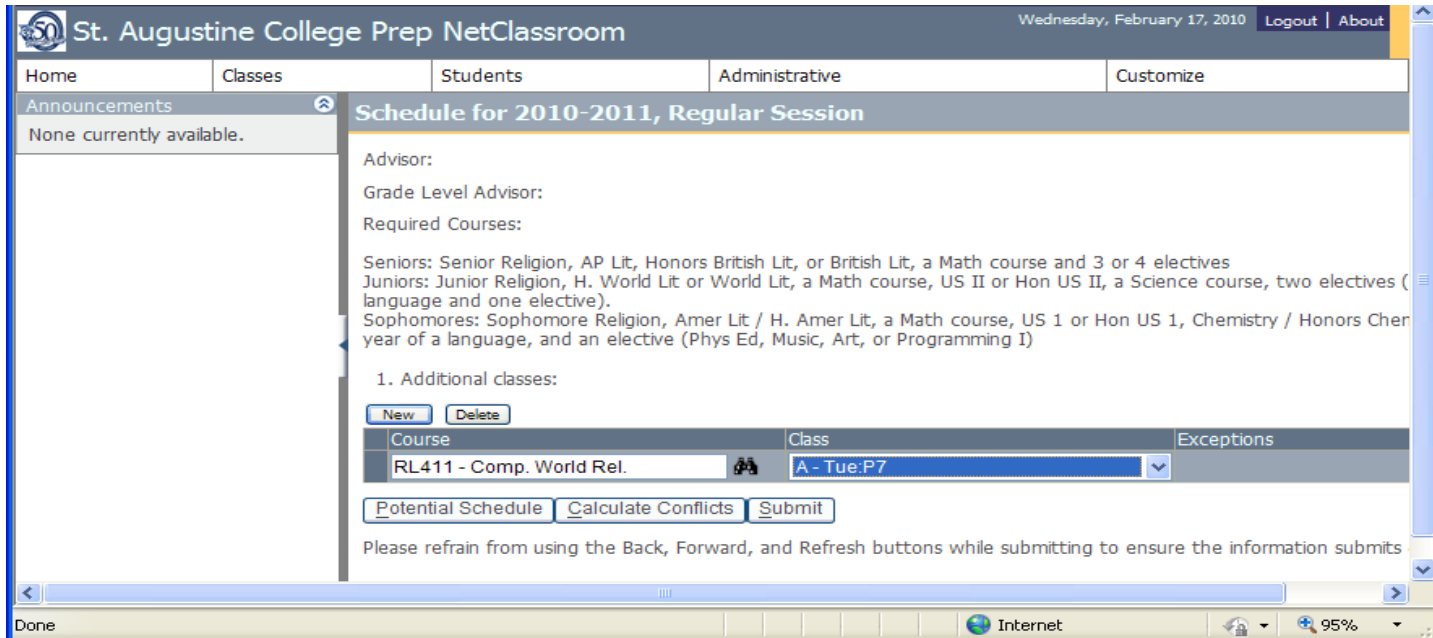 50 St. Augustine College Prep NetClassroom Wednesday, February 17, 2010 Logout | About
Home Classes Students Administrative Customize
Announcements
None currently available.
Schedule for 2010-2011, Regular Session
Advisor:
Grade Level Advisor:
Required Courses:
Seniors: Senior Religion, AP Lit, Honors British Lit, or British Lit, a Math course and 3 or 4 electives
Juniors: Junior Religion, H. World Lit or World Lit, a Math course, US II or Hon US II, a Science course, two electives (
language and one elective).
Sophomores: Sophomore Religion, Amer Lit / H. Amer Lit, a Math course, US 1 or Hon US 1, Chemistry / Honors Cher
year of a language, and an elective (Phys Ed, Music, Art, or Programming I)
1. Additional classes:
New Delete
Course Class Exceptions
RL411 - Comp. World Rel. A - Tue:P7
Potential Schedule Calculate Conflicts Submit
Please refrain from using the Back, Forward, and Refresh buttons while submitting to ensure the information submits
Done Internet 95%